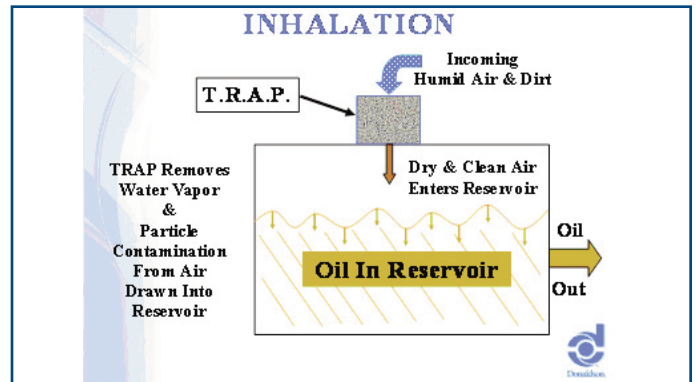 INHALATION
Incoming
Humid Air & Dirt
T.R.A.P.
TRAP Removes
Water Vapor
&
Particle
Contamination
From Air
Drawn Into
Reservoir
Dry & Clean Air
Enters Reservoir
Oil In Reservoir
Oil
Out
Donaldson.